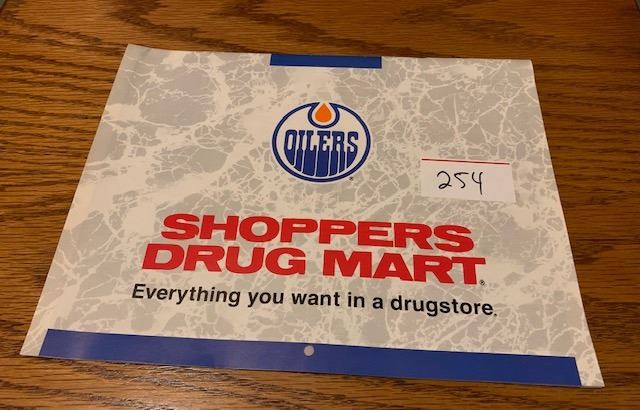 OILERS
254
SHOPPERS
DRUG MART
Everything you want in a drugstore.